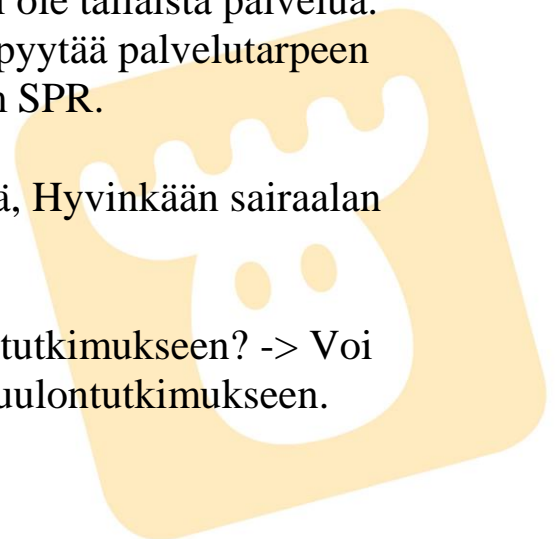 ole tällaista palvelua.
pyytää palvelutarpeen
SPR.
Hyvinkään sairaalan
tutkimukseen? -> Voi
uulontutkimukseen.